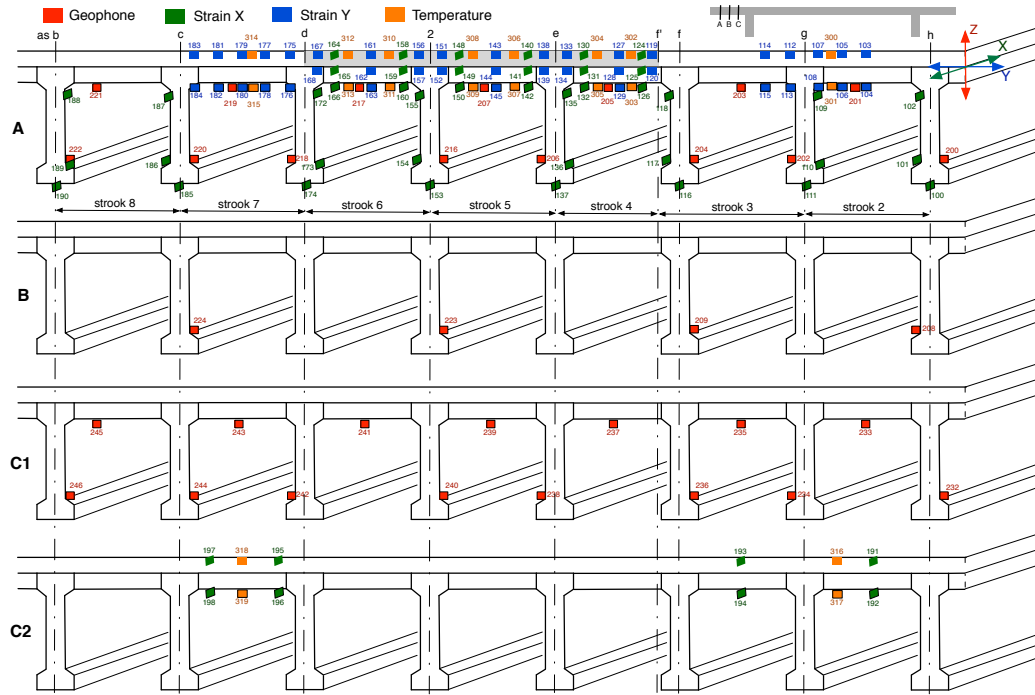 Geophone Strain X Strain Y Temperature
A B C
Z
X
Y
as b c d 2 e f' f g h
183 181 179 314 177 175 167 164 312 161 310 158 156 151 148 308 143 306 140 138 133 130 304 127 302 124 119 114 112 107 300 105 103
168 165 162 159 157 152 149 144 141 139 134 131 128 125 120 108
188 221 187 184 182 219 180 315 178 176 172 166 313 217 163 311 160 155 150 309 207 145 307 142 135 132 305 205 129 303 126 118 203 115 113 109 301 106 201 104 102
A
222 189 186 220 218 173 154 216 206 136 117 204 202 110 101 200
190 185 174 153 137 116 111 100
strook 8 strook 7 strook 6 strook 5 strook 4 strook 3 strook 2
B
224 223 209 208
C1
245 243 241 239 237 235 233
246 244 242 240 238 236 234 232
C2
197 318 195 193 316 191
198 319 196 194 317 192